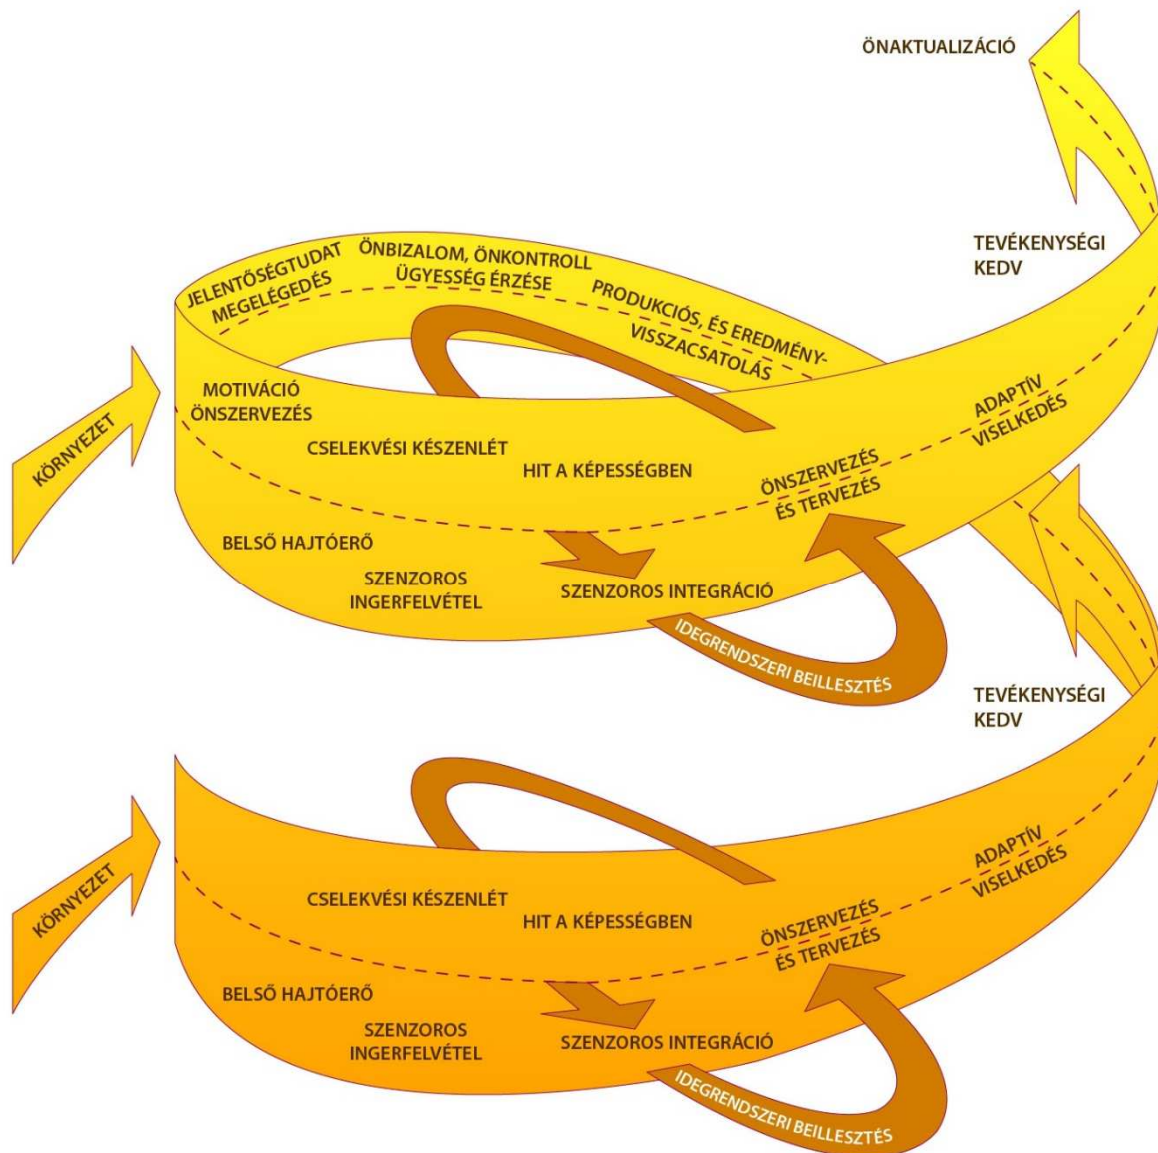 ÖNAKTUALIZÁCIÓ
TEVÉKENYSÉGI
KEDV
JELENTŐSÉGTUDAT
MEGELÉGEDÉS
ÖNBIZALOM, ÖNKONTROLL
ÜGYESSÉG ÉRZÉSE
PRODUKCIÓS, ÉS EREDMÉNY-
VISSZACSATOLÁS
KÖRNYEZET
MOTIVÁCIÓ
ÖNSZERVEZÉS
CSELEKVÉSI KÉSZENLÉT
HIT A KÉPESSÉGBEN
ÖNSZERVEZÉS
ÉS TERVEZÉS
ADAPTÍV
VISELKEDÉS
BELSŐ HAJTÓERŐ
SZENZOROS
INGERFELVÉTEL
SZENZOROS INTEGRÁCIÓ
IDEGRENDSZERI BEILLESZTÉS
TEVÉKENYSÉGI
KEDV
KÖRNYEZET
CSELEKVÉSI KÉSZENLÉT
HIT A KÉPESSÉGBEN
ÖNSZERVEZÉS
ÉS TERVEZÉS
ADAPTÍV
VISELKEDÉS
BELSŐ HAJTÓERŐ
SZENZOROS
INGERFELVÉTEL
SZENZOROS INTEGRÁCIÓ
IDEGRENDSZERI BEILLESZTÉS